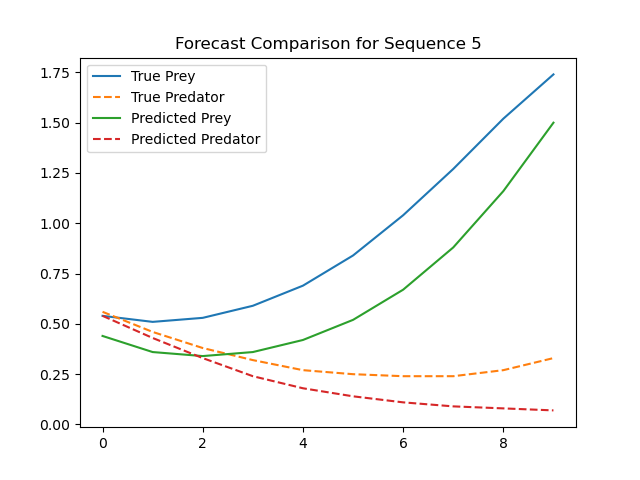 Forecast Comparison for Sequence 5
True Prey
True Predator
Predicted Prey
Predicted Predator
1.75
1.50
1.25
1.00
0.75
0.50
0.25
0.00
0 2 4 6 8